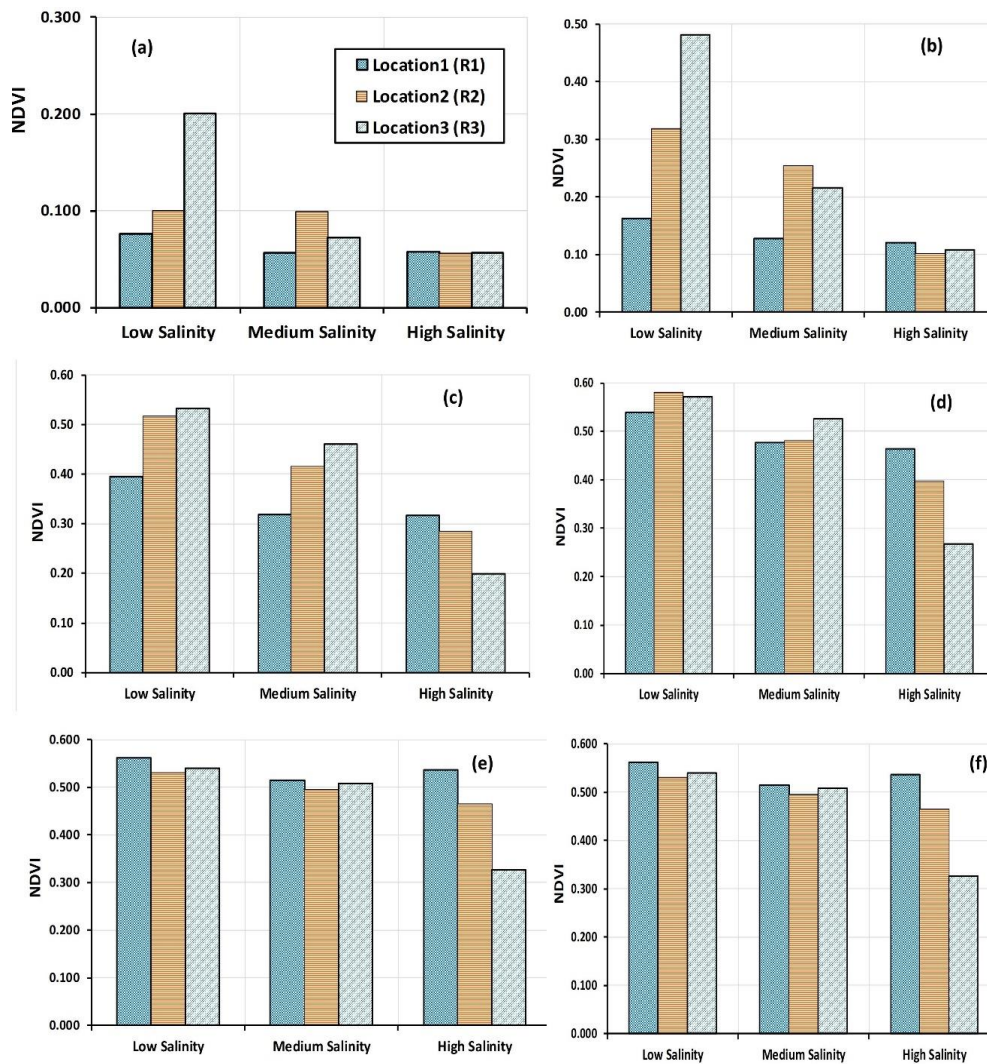 0.300
0.200
0.100
0.000
NDVI
(a)
Location1 (R1)
Location2 (R2)
Location3 (R3)
Low Salinity Medium Salinity High Salinity
0.50
0.40
0.30
0.20
0.10
0.00
NDVI
(b)
Low Salinity Medium Salinity High Salinity
0.60
0.50
0.40
0.30
0.20
0.10
0.00
NDVI
(c)
Low Salinity Medium Salinity High Salinity
0.60
0.50
0.40
0.30
0.20
0.10
0.00
NDVI
(d)
Low Salinity Medium Salinity High Salinity
0.600
0.500
0.400
0.300
0.200
0.100
0.000
NDVI
(e)
Low Salinity Medium Salinity High Salinity
0.600
0.500
0.400
0.300
0.200
0.100
0.000
NDVI
(f)
Low Salinity Medium Salinity High Salinity